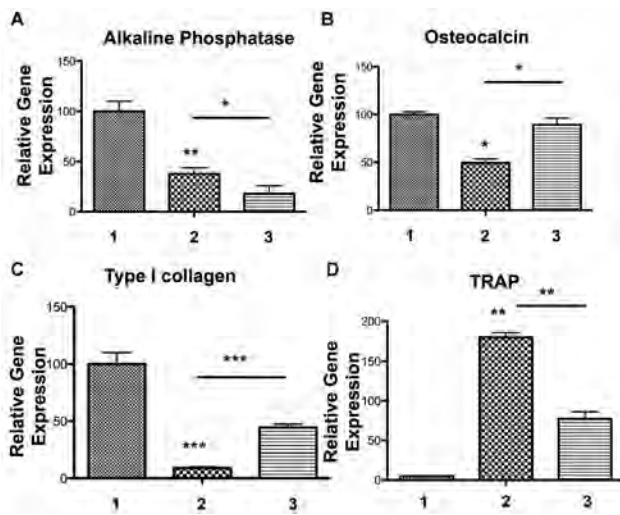 A
Alkaline Phosphatase
Relative Gene
Expression
150
100
50
0
**
*
1 2 3
B
Osteocalcin
Relative Gene
Expression
150
100
50
0
*
*
1 2 3
C
Type I collagen
Relative Gene
Expression
150
100
50
0
***
***
1 2 3
D
TRAP
Relative Gene
Expression
200
150
100
50
0
**
**
1 2 3